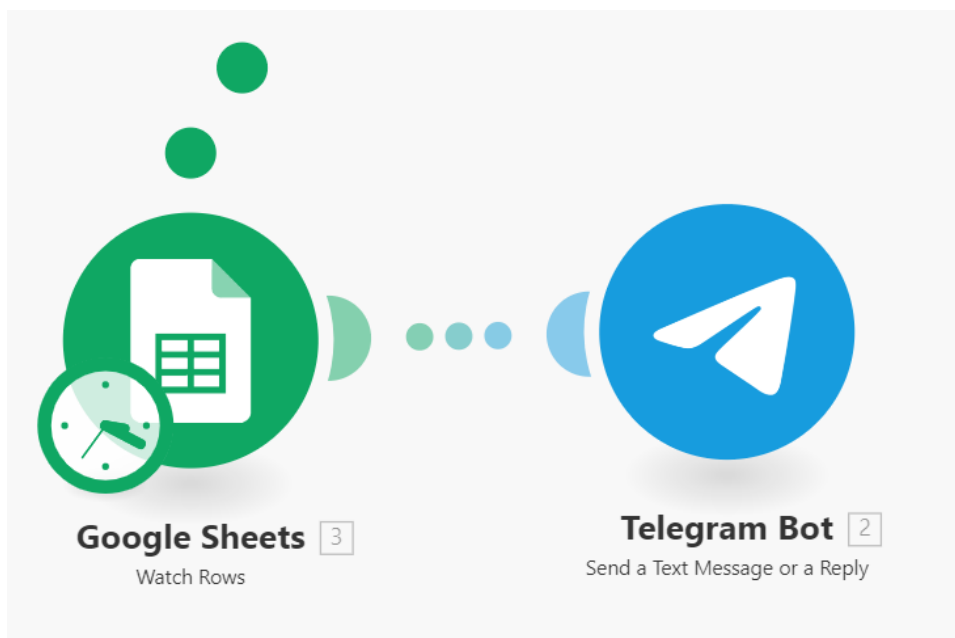 Google Sheets 3
Watch Rows
Telegram Bot 2
Send a Text Message or a Reply